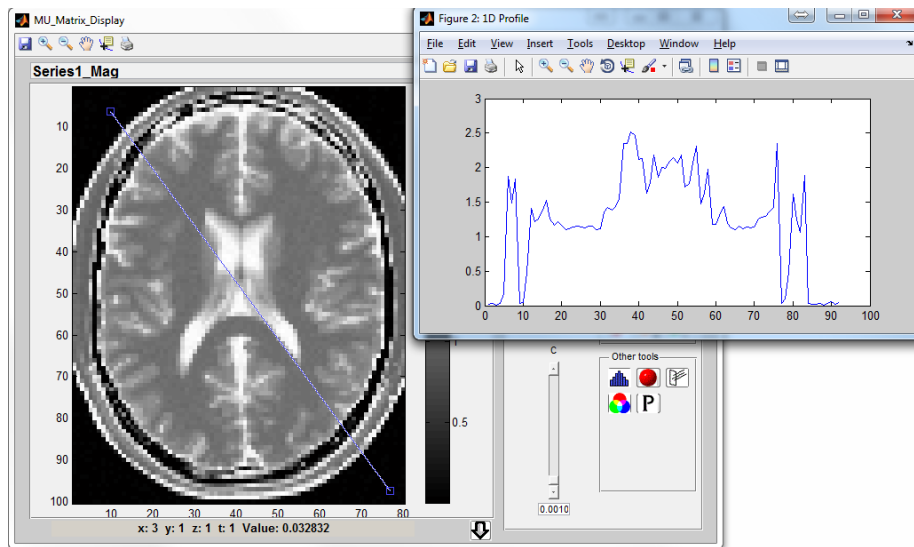 MU_Matrix_Display
Series1_Mag
10
20
30
40
50
60
70
80
90
100
10 20 30 40 50 60 70 80
x: 3 y: 1 z: 1 t: 1 Value: 0.032832
0.5
C
0.0010
Other tools
P
Figure 2: 1D Profile
File Edit View Insert Tools Desktop Window Help
3
2.5
2
1.5
1
0.5
0
0 10 20 30 40 50 60 70 80 90 100